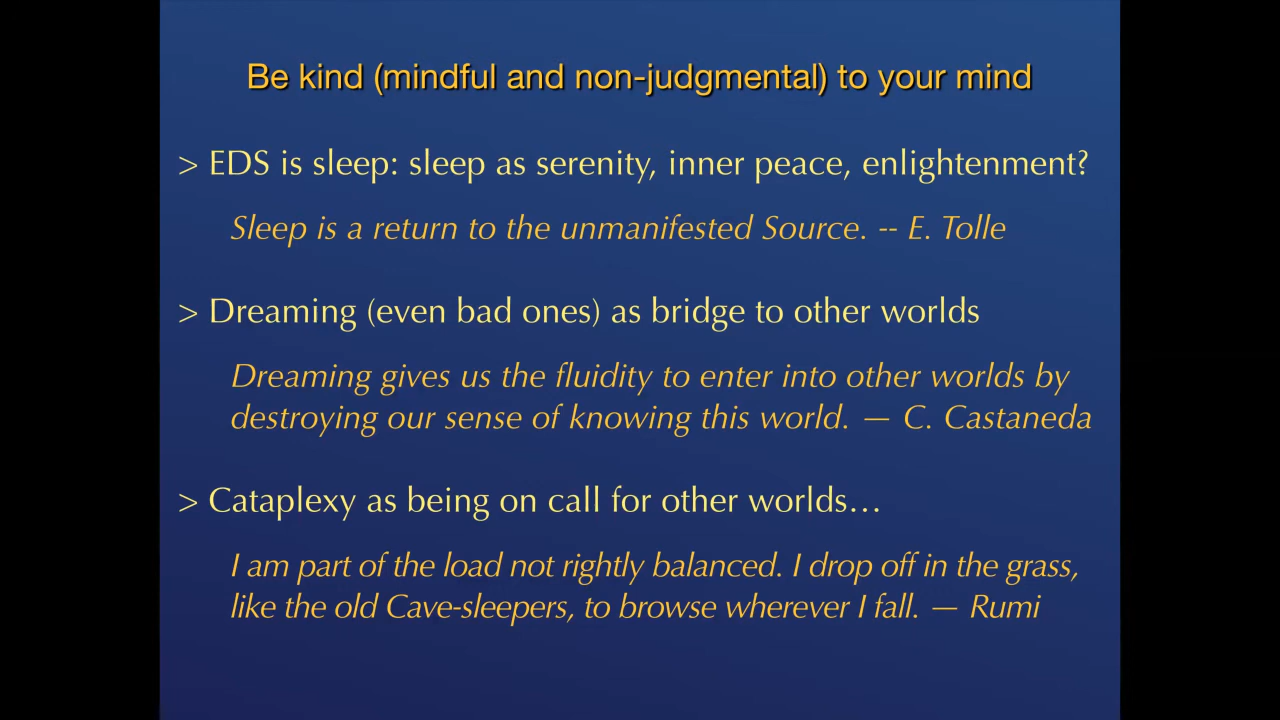 Be kind (mindful and non-judgmental) to your mind
> EDS is sleep: sleep as serenity, inner peace, enlightenment?
Sleep is a return to the unmanifested Source. -- E. Tolle
> Dreaming (even bad ones) as bridge to other worlds
Dreaming gives us the fluidity to enter into other worlds by
destroying our sense of knowing this world. — C. Castaneda
> Cataplexy as being on call for other worlds…
I am part of the load not rightly balanced. I drop off in the grass,
like the old Cave-sleepers, to browse wherever I fall. — Rumi